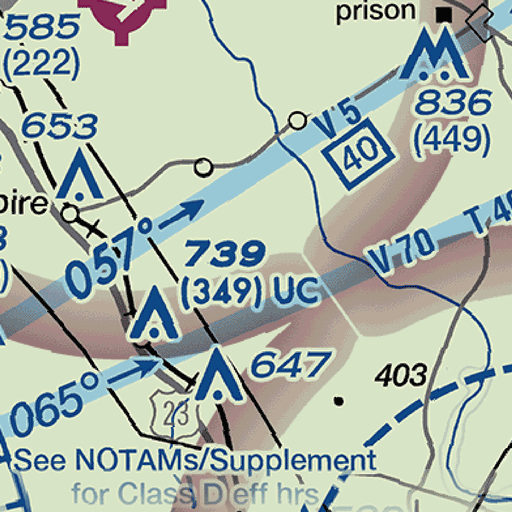 prison
585
(222)
836
(449)
653
V 5
40
pire
057°
739
(349) UC
V 70
T 4
647
403
065°
23
See NOTAMs/Supplement
for Class D eff hrs